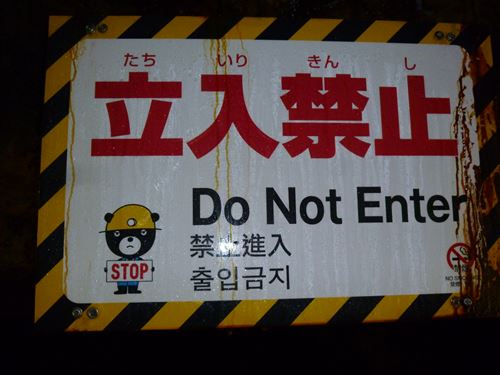 たち いり きん し
立入禁止
Do Not Enter
禁止進入
출입금지
STOP